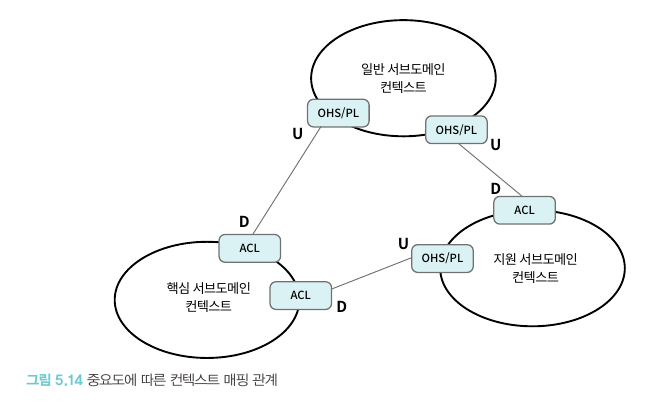 일반 서브도메인
컨텍스트
OHS/PL
OHS/PL
U
U
D
D
ACL
ACL
U
OHS/PL
지원 서브도메인
컨텍스트
핵심 서브도메인
컨텍스트
ACL
D
그림 5.14 중요도에 따른 컨텍스트 매핑 관계